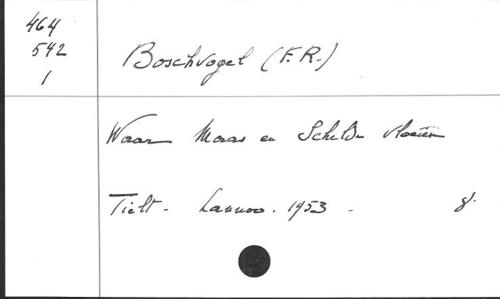 464
542
1
Boschvogel (F.R.)
Waar Maas en Schelde vloeien
Tielt - Lannoo. 1953 - 8°